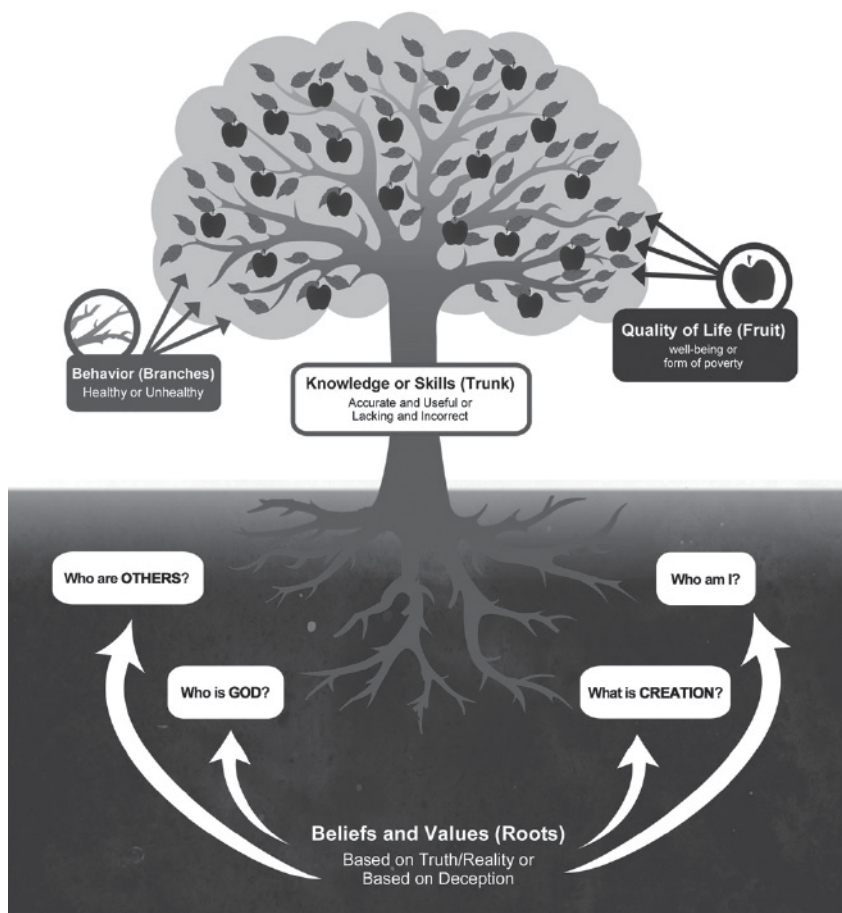 Quality of Life (Fruit)
well-being or
form of poverty
Behavior (Branches)
Healthy or Unhealthy
Knowledge or Skills (Trunk)
Accurate and Useful or
Lacking and Incorrect
Who are OTHERS?
Who am I?
Who is GOD?
What is CREATION?
Beliefs and Values (Roots)
Based on Truth/Reality or
Based on Deception